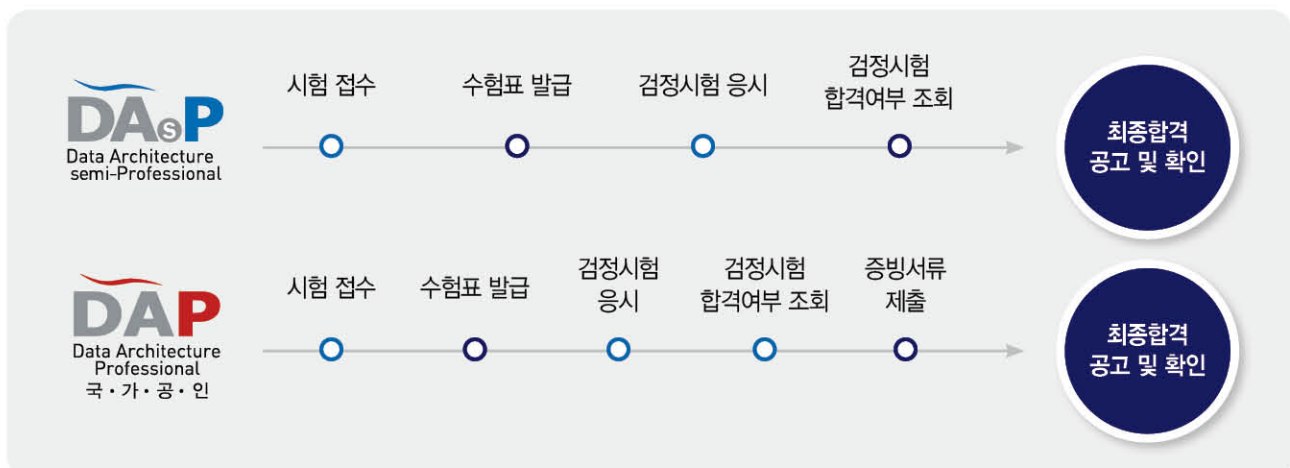 DAsP
Data Architecture
semi-Professional
시험 접수
수험표 발급
검정시험 응시
검정시험
합격여부 조회
최종합격
공고 및 확인
DAP
Data Architecture
Professional
국·가·공·인
시험 접수
수험표 발급
검정시험
응시
검정시험
합격여부 조회
증빙서류
제출
최종합격
공고 및 확인